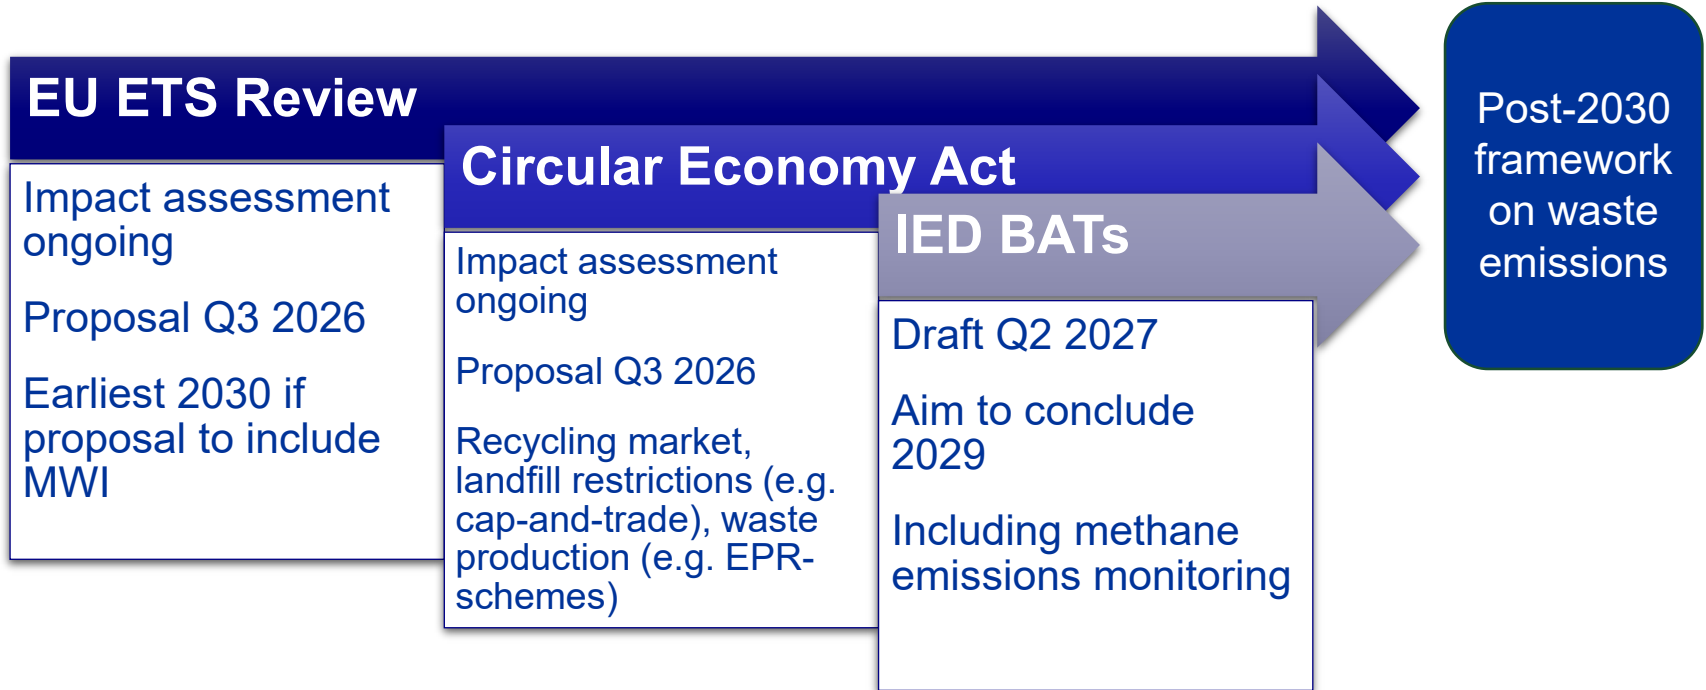 EU ETS Review
Impact assessment
ongoing
Proposal Q3 2026
Earliest 2030 if
proposal to include
MWI
Circular Economy Act
Impact assessment
ongoing
Proposal Q3 2026
Recycling market,
landfill restrictions (e.g.
cap-and-trade), waste
production (e.g. EPR-
schemes)
IED BATs
Draft Q2 2027
Aim to conclude
2029
Including methane
emissions monitoring
Post-2030
framework
on waste
emissions